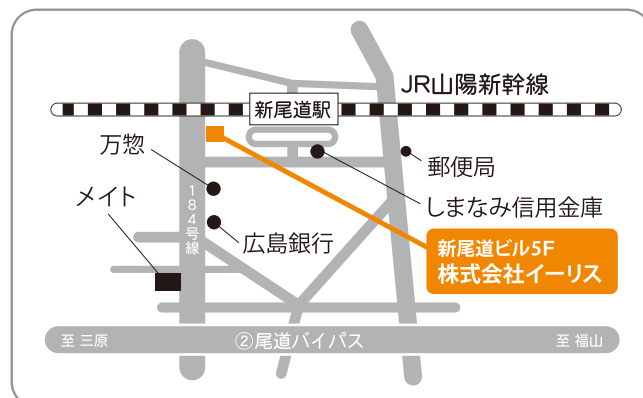 JR山陽新幹線
新尾道駅
万惣
郵便局
メイト
しまなみ信用金庫
184号線
広島銀行
新尾道ビル5F
株式会社イーリス
至 三原
②尾道バイパス
至 福山